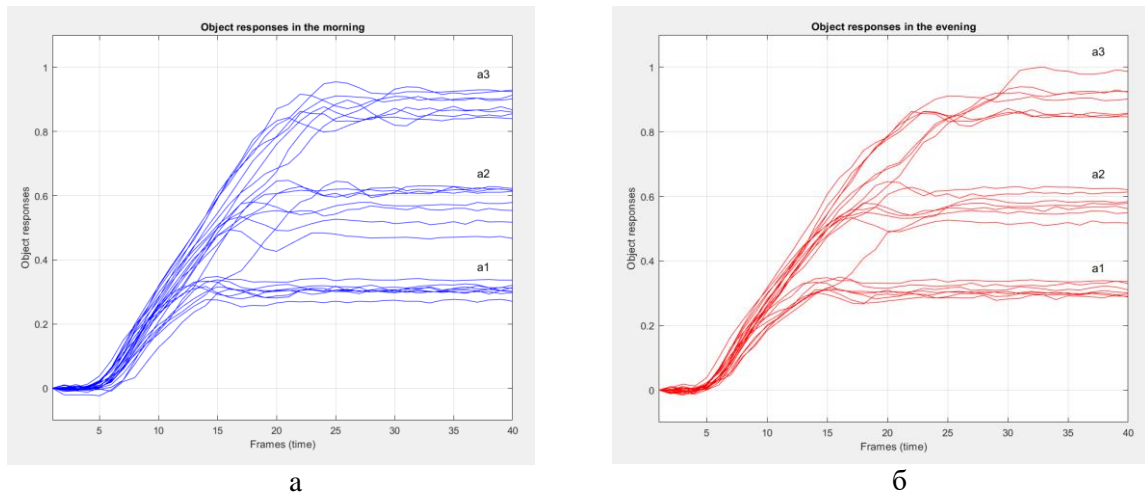 Object responses in the morning
Object responses
1
0.8
0.6
0.4
0.2
0
a3
a2
a1
5 10 15 20 25 30 35 40
Frames (time)
а
Object responses in the evening
Object responses
1
0.8
0.6
0.4
0.2
0
a3
a2
a1
5 10 15 20 25 30 35 40
Frames (time)
б